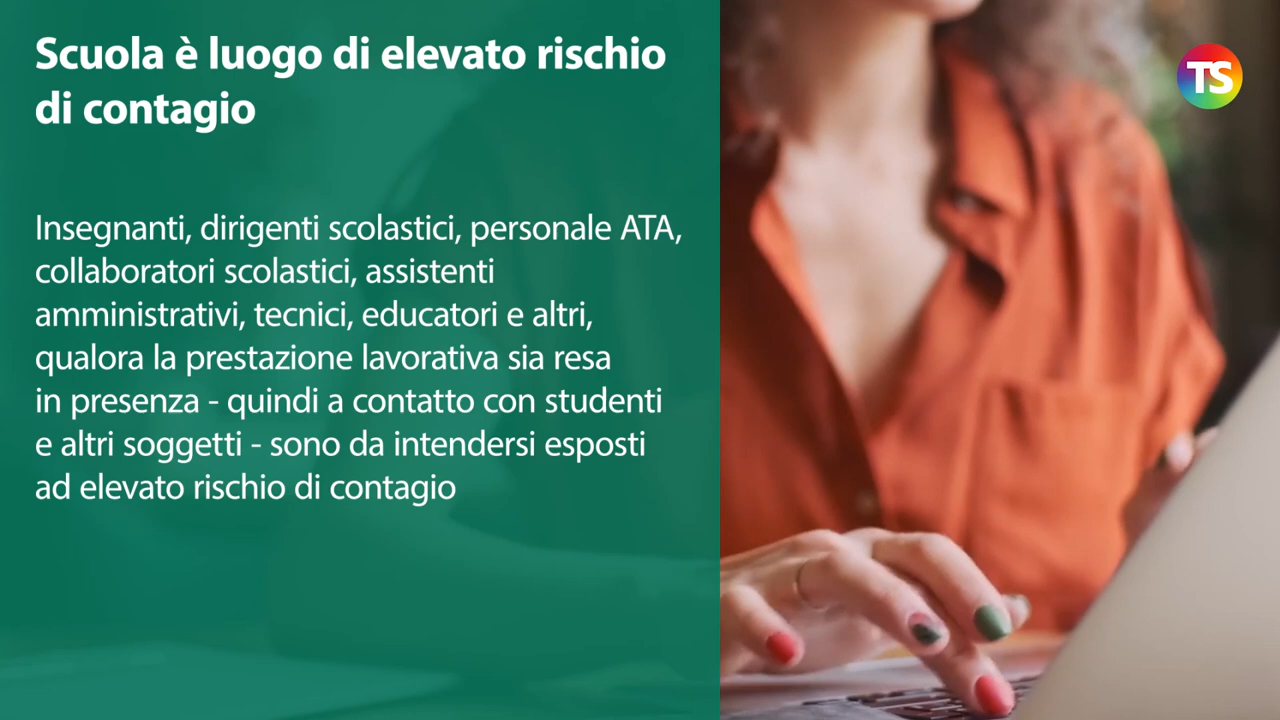 Scuola è luogo di elevato rischio
di contagio
Insegnanti, dirigenti scolastici, personale ATA,
collaboratori scolastici, assistenti
amministrativi, tecnici, educatori e altri,
qualora la prestazione lavorativa sia resa
in presenza - quindi a contatto con studenti
e altri soggetti - sono da intendersi esposti
ad elevato rischio di contagio
TS